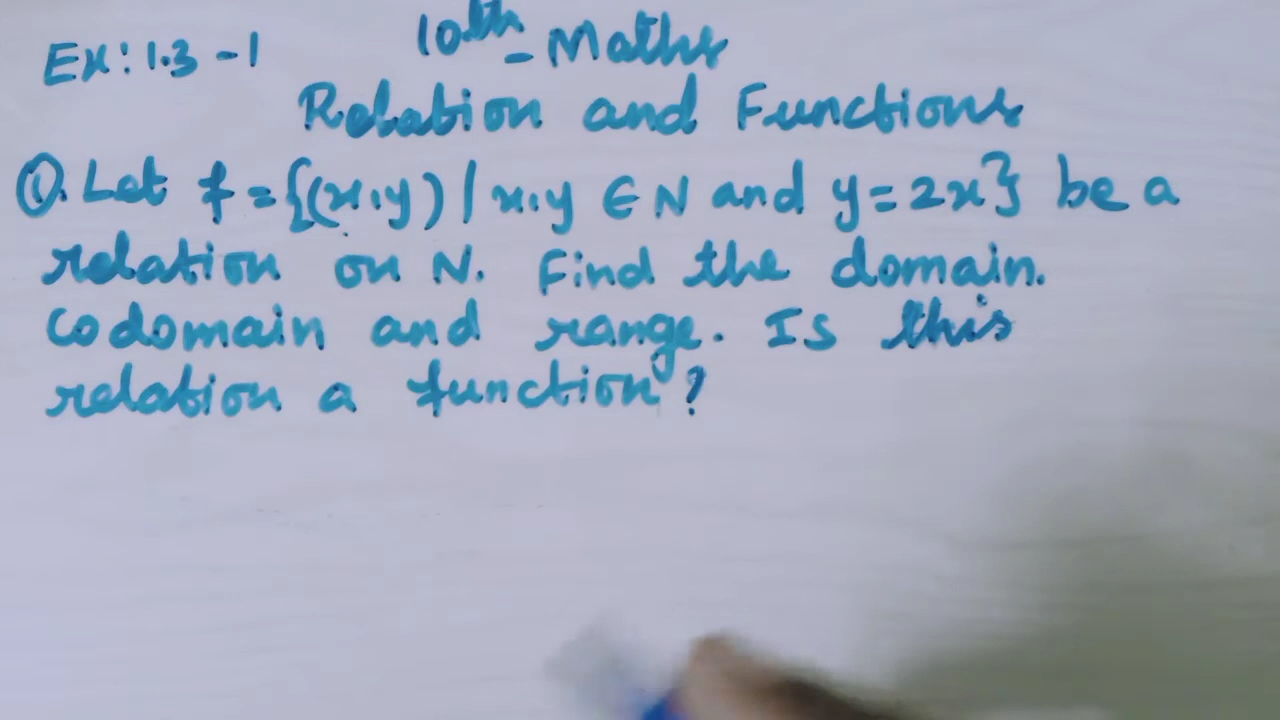 Ex: 1.3 - 1
10th - Maths
Relation and Functions
Q. Let f = {(x,y) | x,y ∈ N and y = 2x} be a
relation on N. Find the domain.
codomain and range. Is this
relation a function?